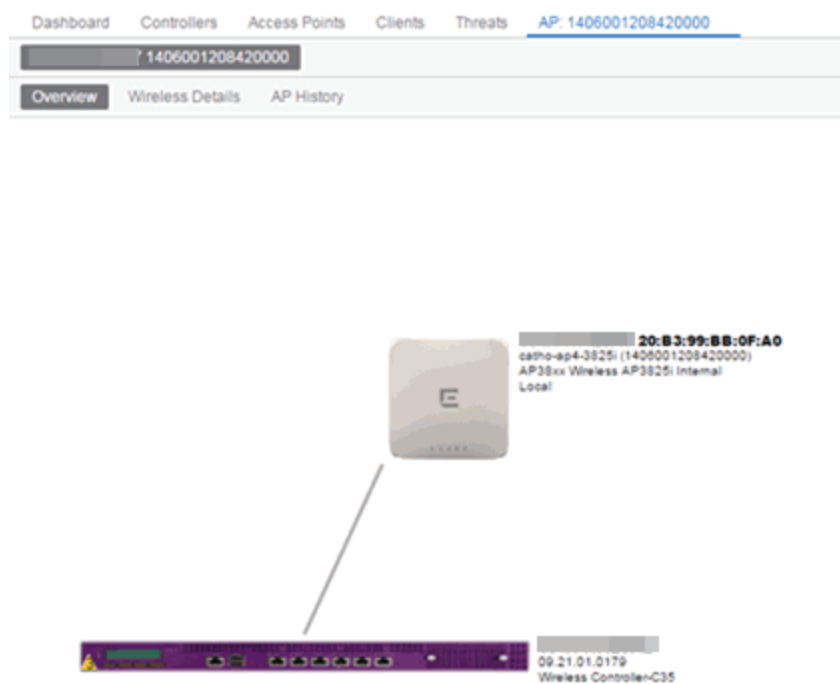 Dashboard Controllers Access Points Clients Threats AP: 1406001208420000
/ 1406001208420000
Overview Wireless Details AP History
20:B3:99:BB:0F:A0
catho-ap4-3825i (1406001208420000)
AP38xx Wireless AP3825i Internal
Local
09.21.01.0179
Wireless Controller-C35